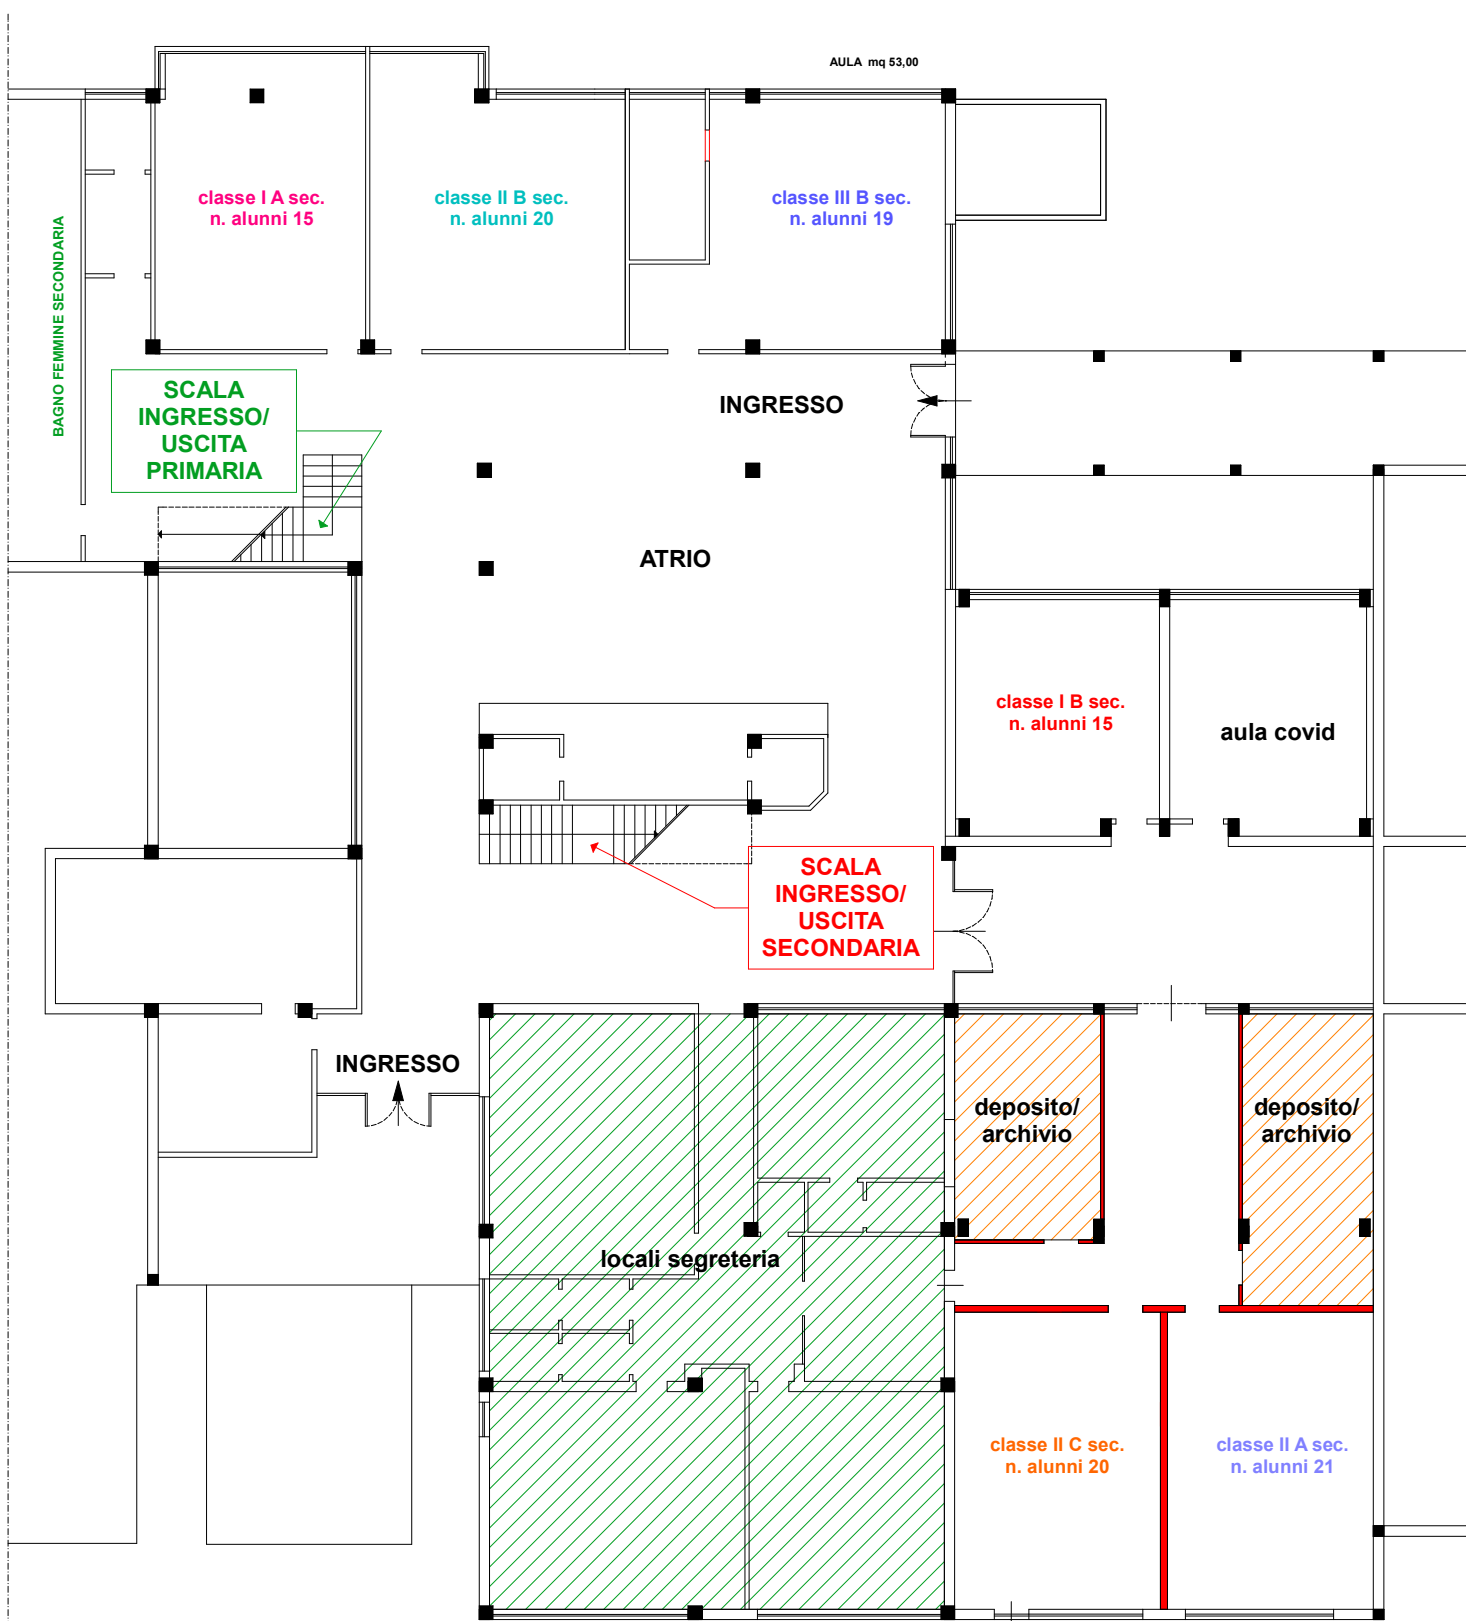 AULA mq 53,00
classe I A sec.
n. alunni 15
classe II B sec.
n. alunni 20
classe III B sec.
n. alunni 19
BAGNO FEMMINE SECONDARIA
SCALA
INGRESSO/
USCITA
PRIMARIA
INGRESSO
ATRIO
classe I B sec.
n. alunni 15
aula covid
SCALA
INGRESSO/
USCITA
SECONDARIA
INGRESSO
deposito/
archivio
deposito/
archivio
locali segreteria
classe II C sec.
n. alunni 20
classe II A sec.
n. alunni 21